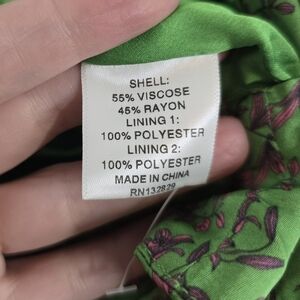 SHELL:
55% VISCOSE
45% RAYON
LINING 1:
100% POLYESTER
LINING 2:
100% POLYESTER
MADE IN CHINA
RN132829